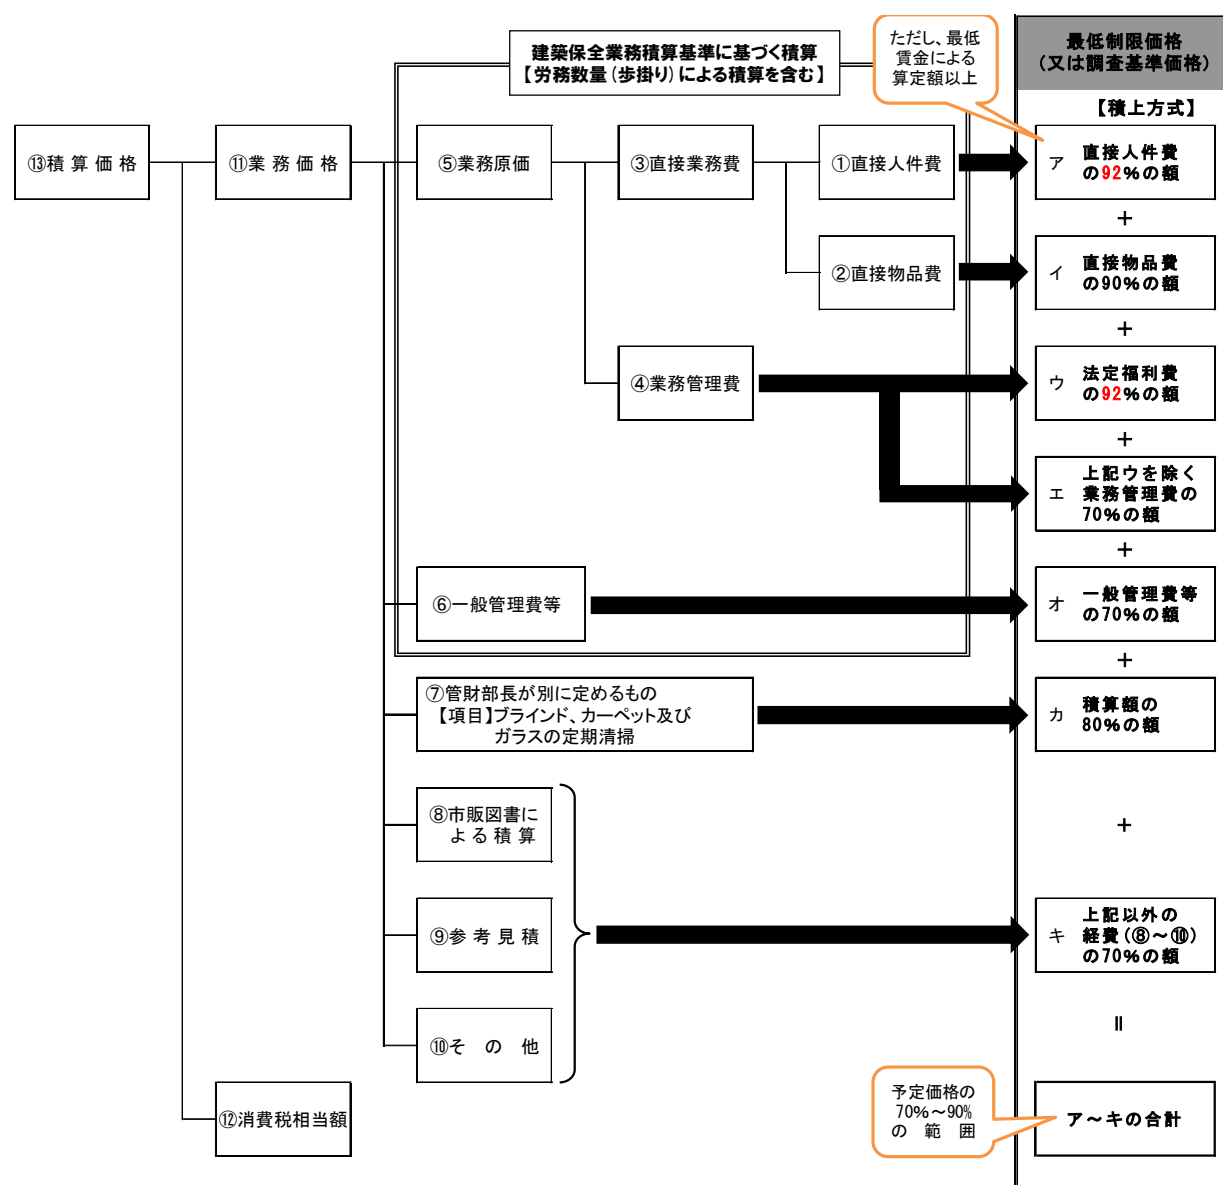 建築保全業務積算基準に基づく積算
【労務数量(歩掛り)による積算を含む】
ただし、最低
賃金による
算定額以上
最低制限価格
(又は調査基準価格)
【積上方式】
⑬積算価格
⑪業務価格
⑤業務原価
③直接業務費
①直接人件費
ア 直接人件費
の92%の額
+
②直接物品費
イ 直接物品費
の90%の額
+
④業務管理費
ウ 法定福利費
の92%の額
+
エ 上記ウを除く
業務管理費の
70%の額
+
⑥一般管理費等
オ 一般管理費等
の70%の額
+
⑦管財部長が別に定めるもの
【項目】ブラインド、カーペット及び
ガラスの定期清掃
カ 積算額の
80%の額
⑧市販図書に
よる積算
+
⑨参考見積
キ 上記以外の
経費(⑧~⑩)
の70%の額
⑩その他
=
⑫消費税相当額
予定価格の
70%~90%
の範囲
ア~キの合計